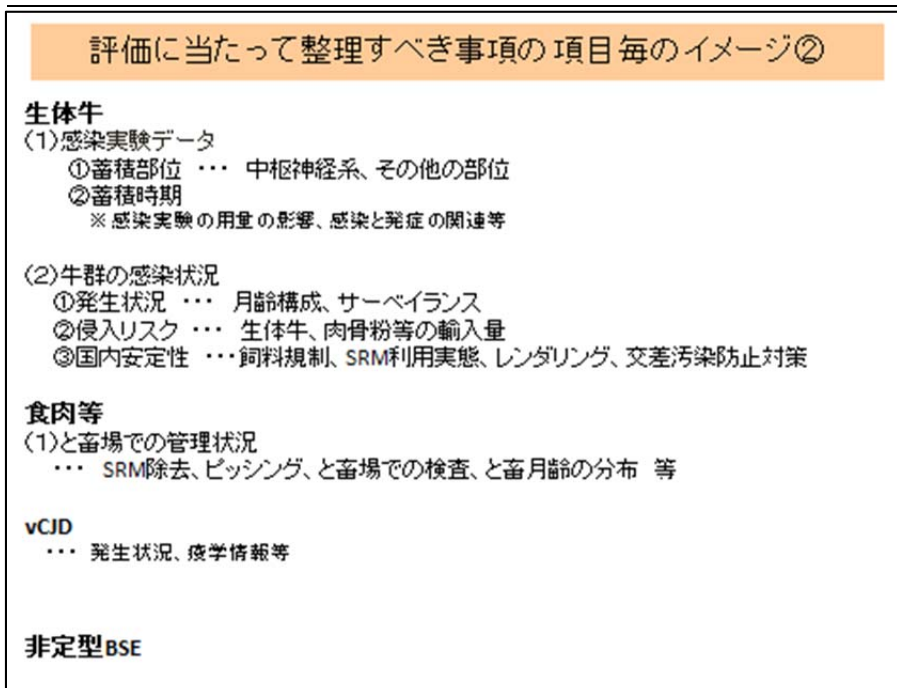 評価に当たって整理すべき事項の項目毎のイメージ②
生体牛
(1)感染実験データ
①蓄積部位 ・・・ 中枢神経系、その他の部位
②蓄積時期
※感染実験の用量の影響、感染と発症の関連等
(2)牛群の感染状況
①発生状況 ・・・ 月齢構成、サーベイランス
②侵入リスク ・・・ 生体牛、肉骨粉等の輸入量
③国内安定性 ・・・飼料規制、SRM利用実態、レンダリング、交差汚染防止対策
食肉等
(1)と畜場での管理状況
・・・ SRM除去、ピッシング、と畜場での検査、と畜月齢の分布 等
vCJD
・・・ 発生状況、疫学情報等
非定型BSE